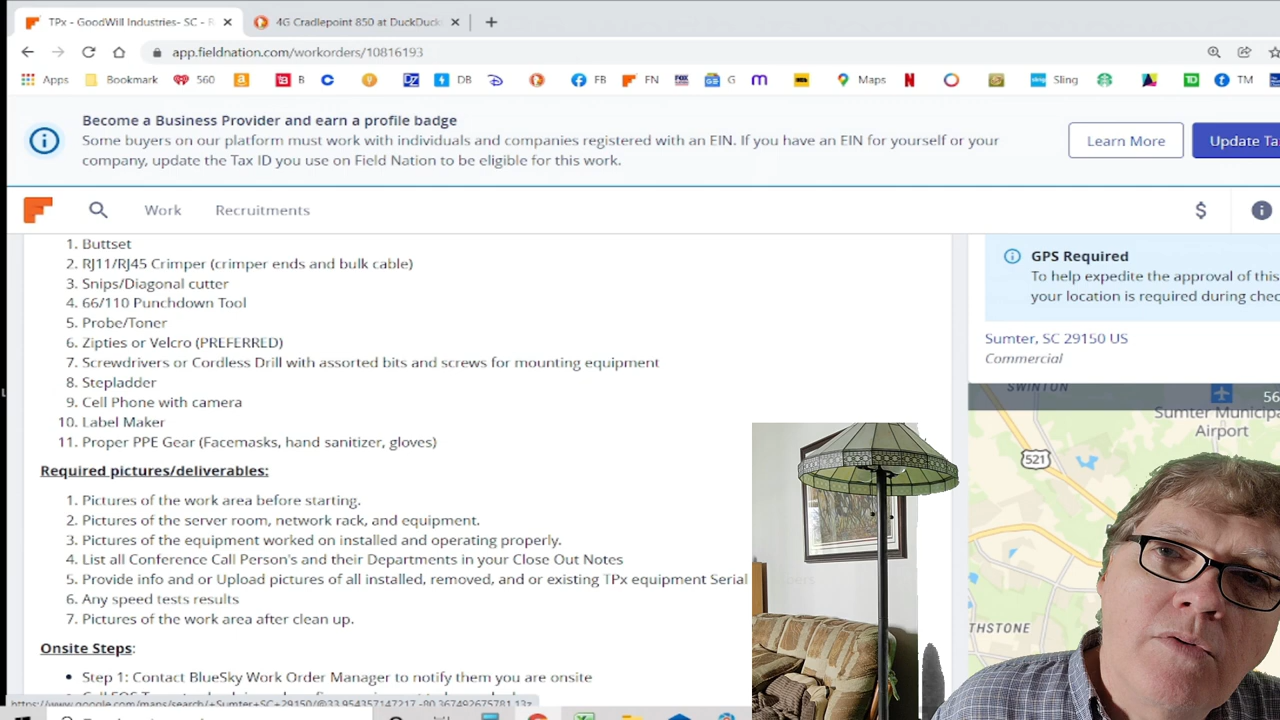 TPx - GoodWill Industries- SC - R
4G Cradlepoint 850 at DuckDuck
app.fieldnation.com/workorders/10816193
Apps
Bookmark
560
B
DB
FB
FN
G
Maps
Sling
TM
Become a Business Provider and earn a profile badge
Some buyers on our platform must work with individuals and companies registered with an EIN. If you have an EIN for yourself or your
company, update the Tax ID you use on Field Nation to be eligible for this work.
Learn More
Update Ta
Work
Recruitments
$
1. Buttset
2. RJ11/RJ45 Crimper (crimper ends and bulk cable)
3. Snips/Diagonal cutter
4. 66/110 Punchdown Tool
5. Probe/Toner
6. Zipties or Velcro (PREFERRED)
7. Screwdrivers or Cordless Drill with assorted bits and screws for mounting equipment
8. Stepladder
9. Cell Phone with camera
10. Label Maker
11. Proper PPE Gear (Facemasks, hand sanitizer, gloves)
Required pictures/deliverables:
1. Pictures of the work area before starting.
2. Pictures of the server room, network rack, and equipment.
3. Pictures of the equipment worked on installed and operating properly.
4. List all Conference Call Person's and their Departments in your Close Out Notes
5. Provide info and or Upload pictures of all installed, removed, and or existing TPx equipment Serial
6. Any speed tests results
7. Pictures of the work area after clean up.
Onsite Steps:
• Step 1: Contact BlueSky Work Order Manager to notify them you are onsite
GPS Required
To help expedite the approval of this
your location is required during chec
Sumter, SC 29150 US
Commercial
SWINTON
56
Sumter Municipa
Airport
521
THSTONE